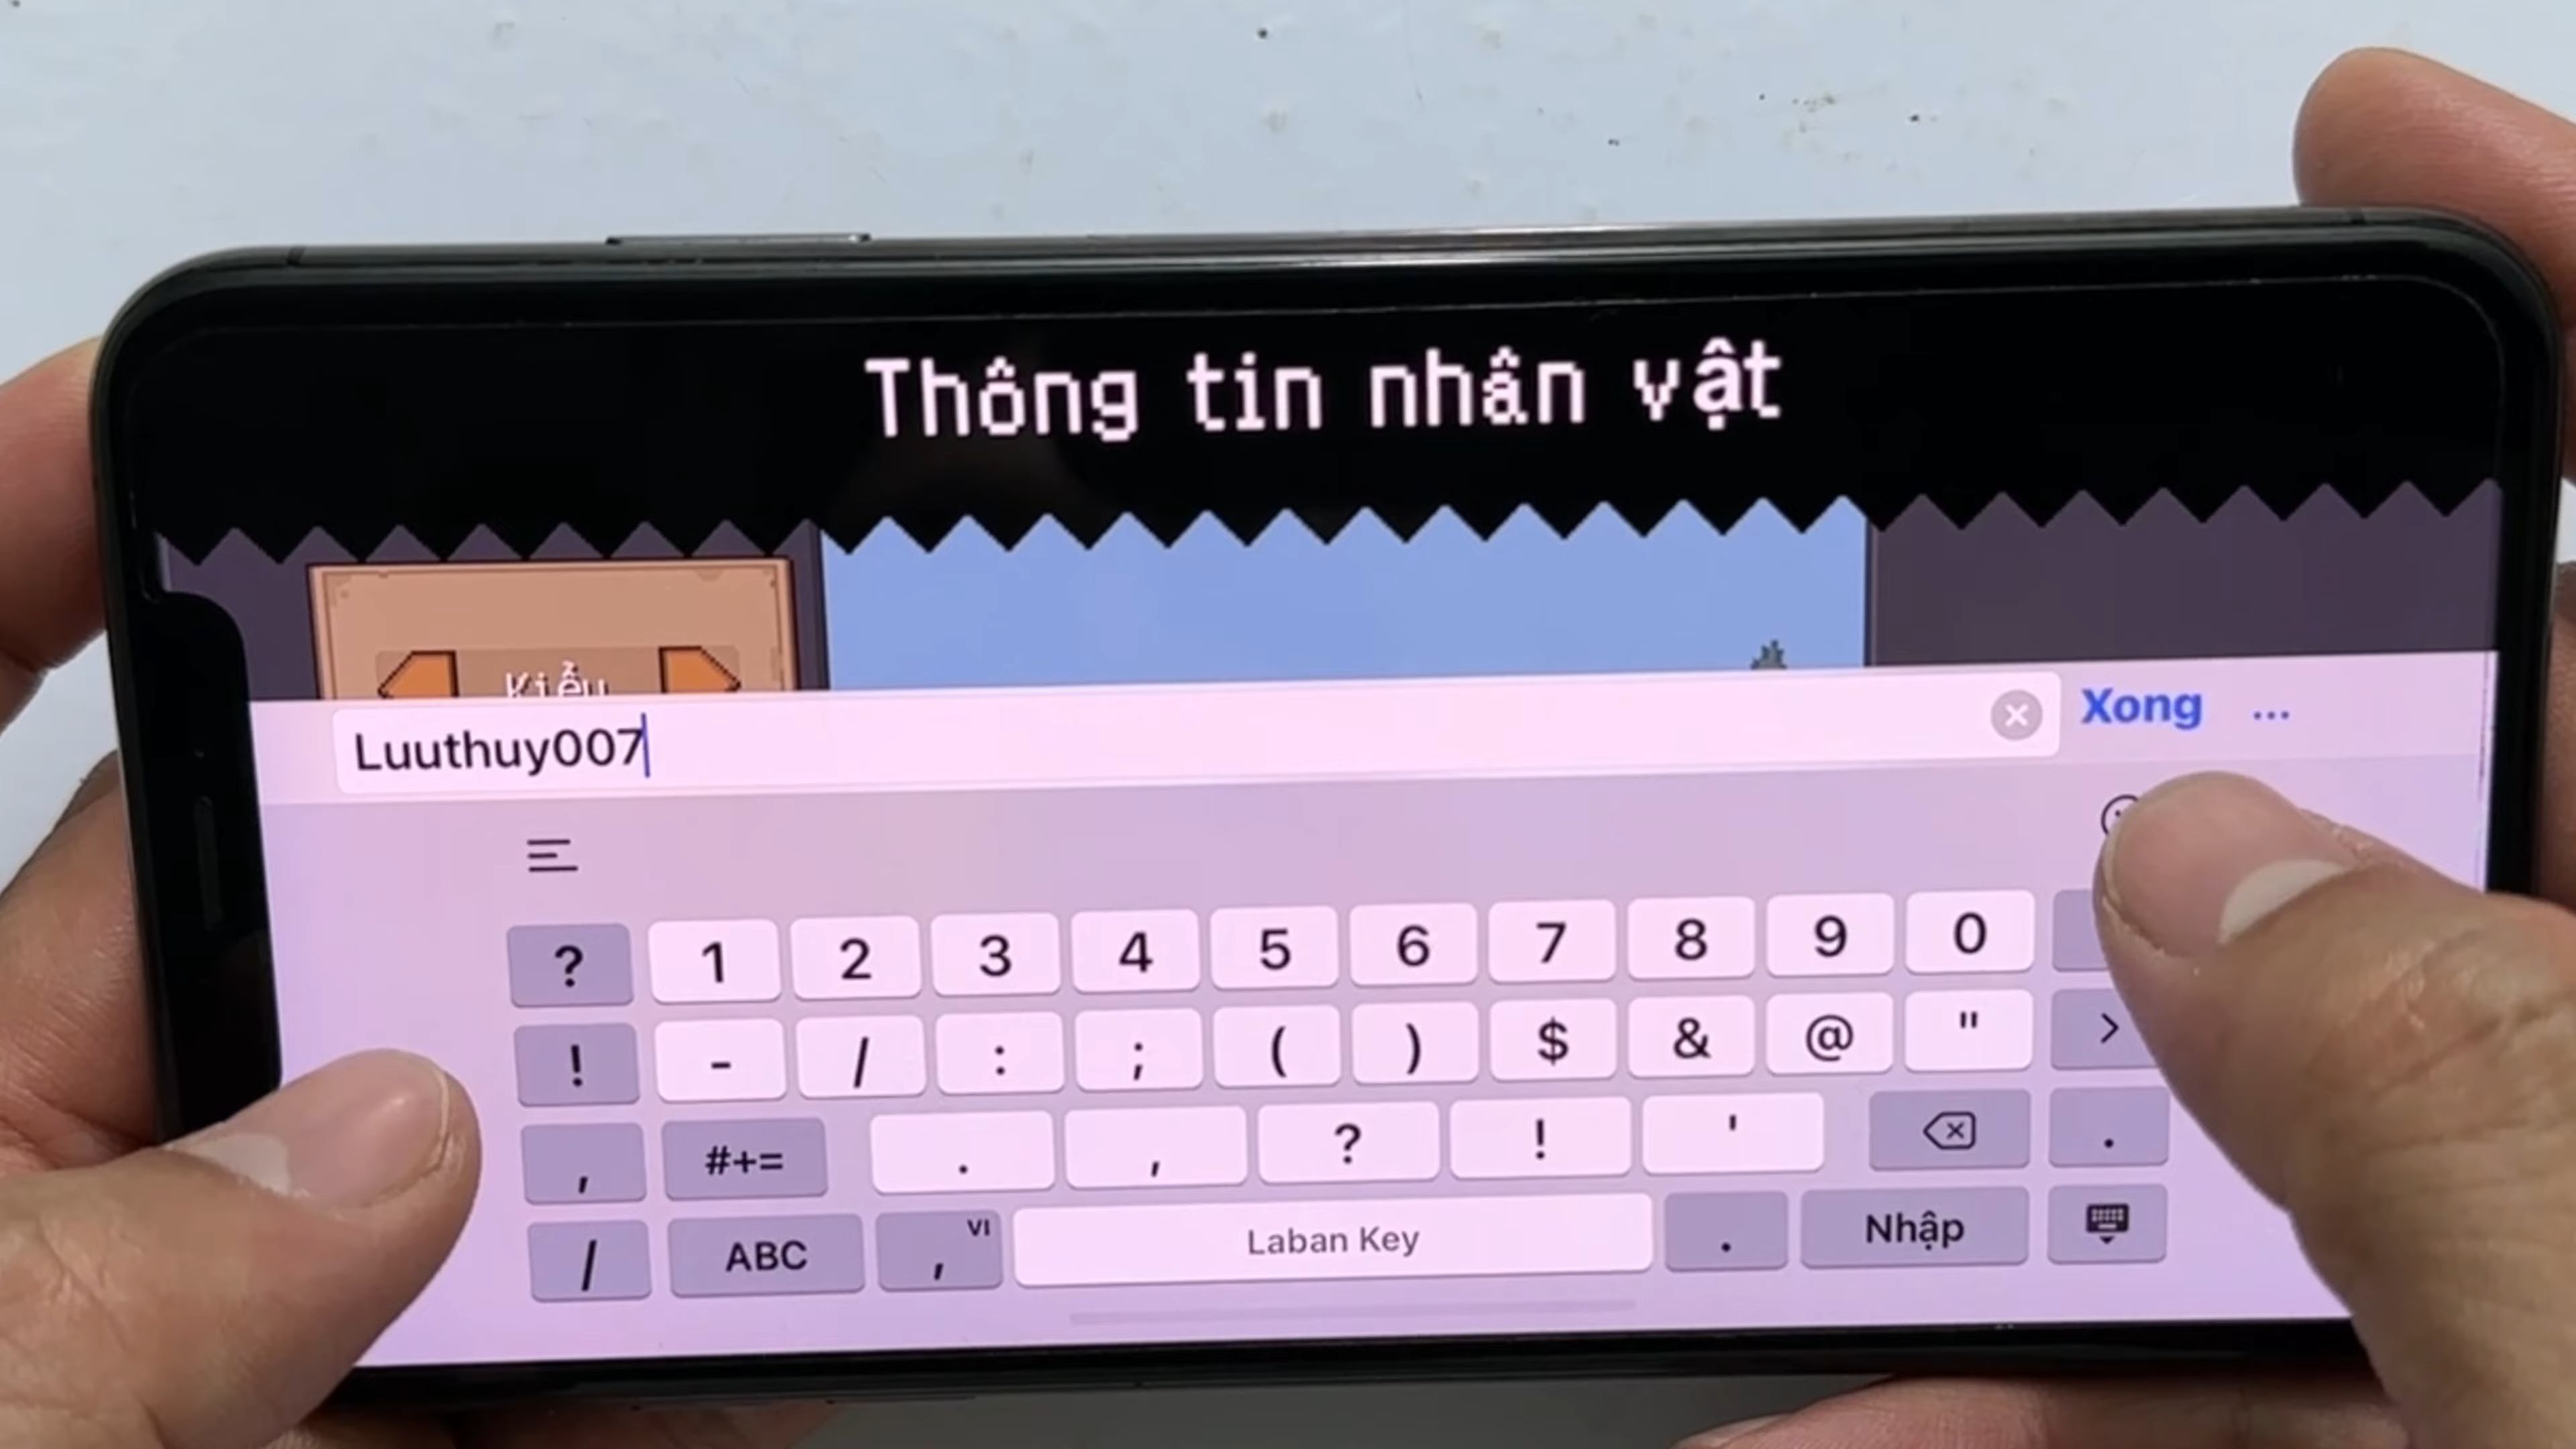 Thông tin nhân vật
Kiểu
Luuthuy007
Xong ...
? 1 2 3 4 5 6 7 8 9 0
! - / : ; ( ) $ & @ " >
, #+= . , ? ! ' .
/ ABC , VI Laban Key . Nhập